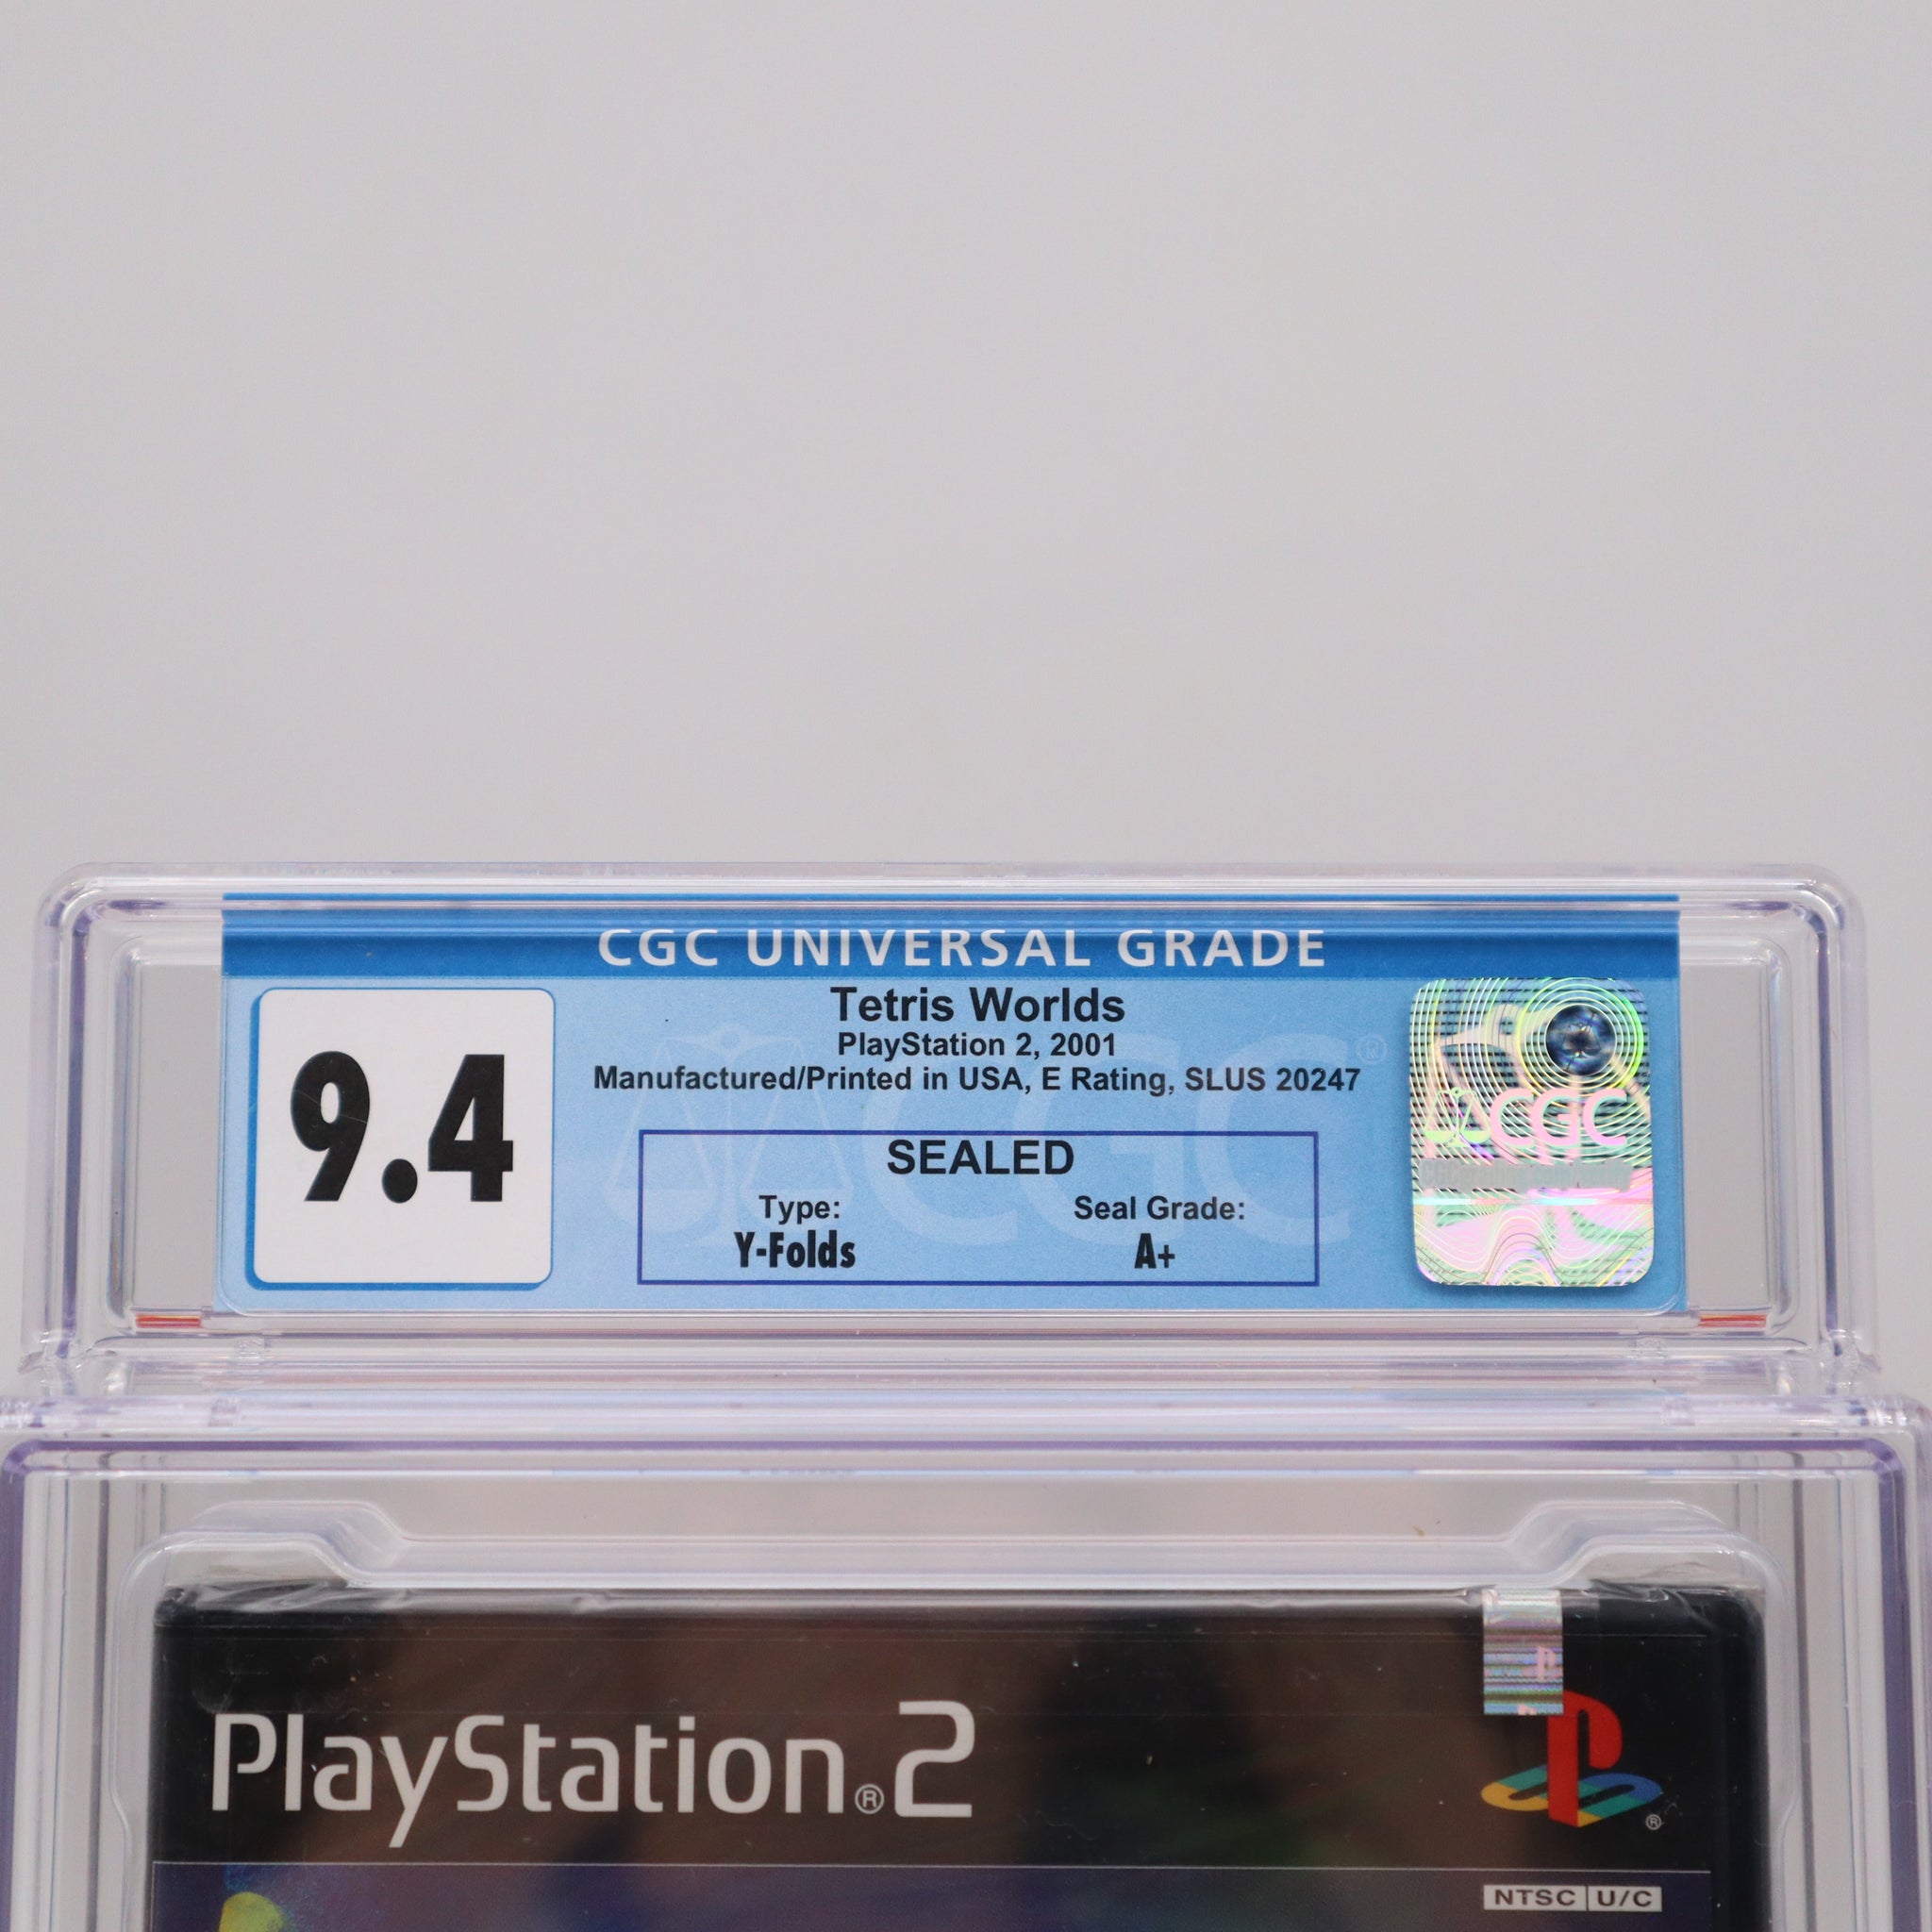 CGC UNIVERSAL GRADE
9.4
Tetris Worlds
PlayStation 2, 2001
Manufactured/Printed in USA, E Rating, SLUS 20247
SEALED
Type:
Y-Folds
Seal Grade:
A+
CGC®
CGC
PlayStation®2
®
NTSC U/C